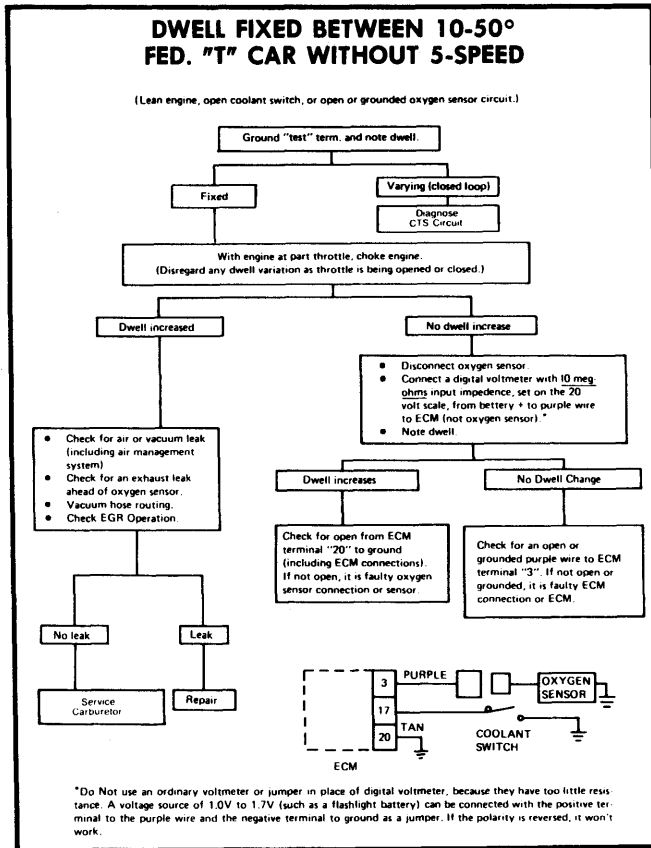 DWELL FIXED BETWEEN 10-50°
FED. "T" CAR WITHOUT 5-SPEED
(Lean engine, open coolant switch, or open or grounded oxygen sensor circuit.)
Ground "test" term. and note dwell.
Fixed
Varying (closed loop)
Diagnose
CTS Circuit
With engine at part throttle, choke engine.
(Disregard any dwell variation as throttle is being opened or closed.)
Dwell increased
No dwell increase
• Disconnect oxygen sensor.
• Connect a digital voltmeter with 10 meg-
ohms input impedence, set on the 20
volt scale, from bettery + to purple wire
to ECM (not oxygen sensor).*
• Note dwell.
• Check for air or vacuum leak
(including air management
system)
• Check for an exhaust leak
ahead of oxygen sensor.
• Vacuum hose routing.
• Check EGR Operation.
Dwell increases
No Dwell Change
Check for open from ECM
terminal "20" to ground
(including ECM connections).
If not open, it is faulty oxygen
sensor connection or sensor.
Check for an open or
grounded purple wire to ECM
terminal "3". If not open or
grounded, it is faulty ECM
connection or ECM.
No leak
Leak
Service
Carburetor
Repair
3
PURPLE
OXYGEN
SENSOR
17
20
TAN
COOLANT
SWITCH
ECM
*Do Not use an ordinary voltmeter or jumper in place of digital voltmeter, because they have too little resis-
tance. A voltage source of 1.0V to 1.7V (such as a flashlight battery) can be connected with the positive ter-
minal to the purple wire and the negative terminal to ground as a jumper. If the polarity is reversed, it won't
work.